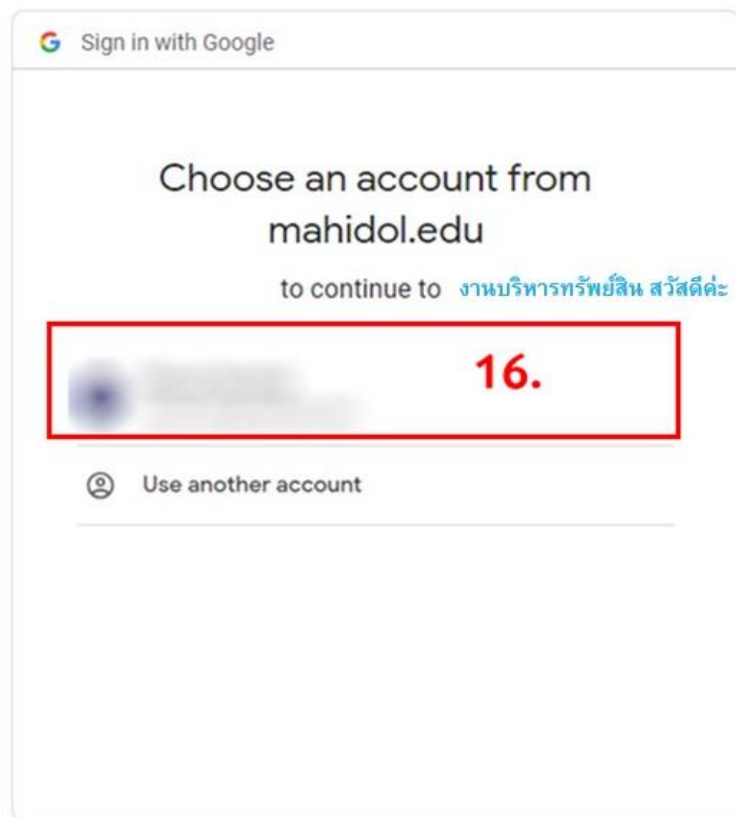 Sign in with Google
Choose an account from
mahidol.edu
to continue to งานบริหารทรัพย์สิน สวัสดีค่ะ
16.
Use another account